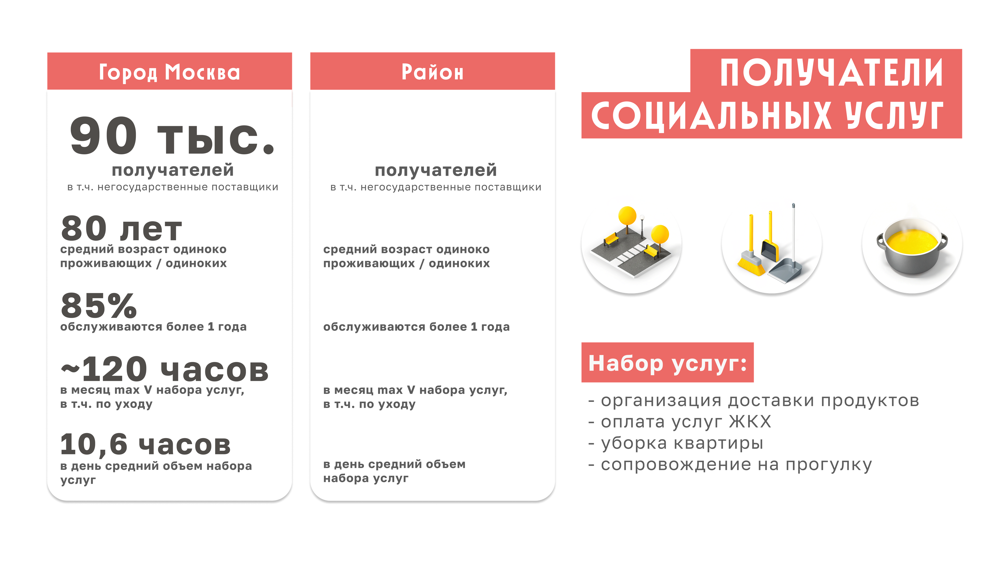 Город Москва
90 тыс.
получателей
в т.ч. негосударственные поставщики
80 лет
средний возраст одиноко
проживающих / одиноких
85%
обслуживаются более 1 года
~120 часов
в месяц max V набора услуг,
в т.ч. по уходу
10,6 часов
в день средний объем набора
услуг
Район
получателей
в т.ч. негосударственные поставщики
средний возраст одиноко
проживающих / одиноких
обслуживаются более 1 года
в месяц max V набора услуг,
в т.ч. по уходу
в день средний объем
набора услуг
ПОЛУЧАТЕЛИ
СОЦИАЛЬНЫХ УСЛУГ
Набор услуг:
- организация доставки продуктов
- оплата услуг ЖКХ
- уборка квартиры
- сопровождение на прогулку